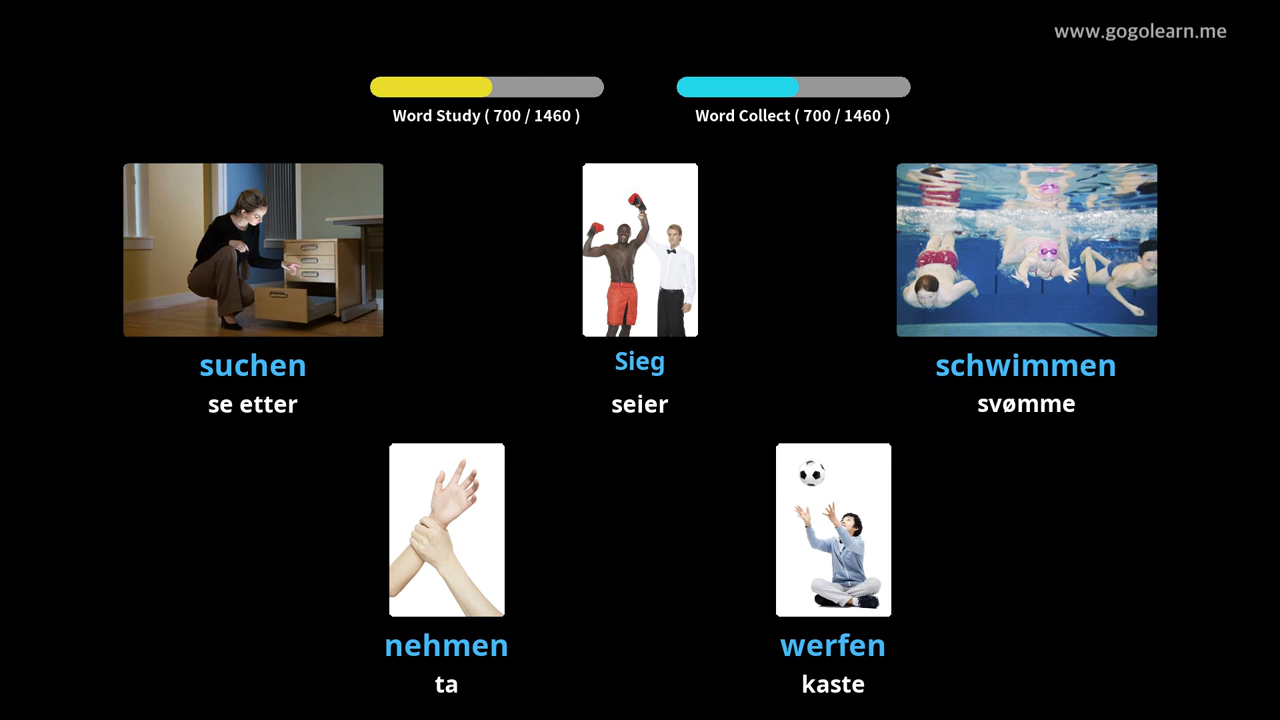 www.gogolearn.me
Word Study ( 700 / 1460 )
Word Collect ( 700 / 1460 )
suchen
se etter
Sieg
seier
schwimmen
svømme
nehmen
ta
werfen
kaste